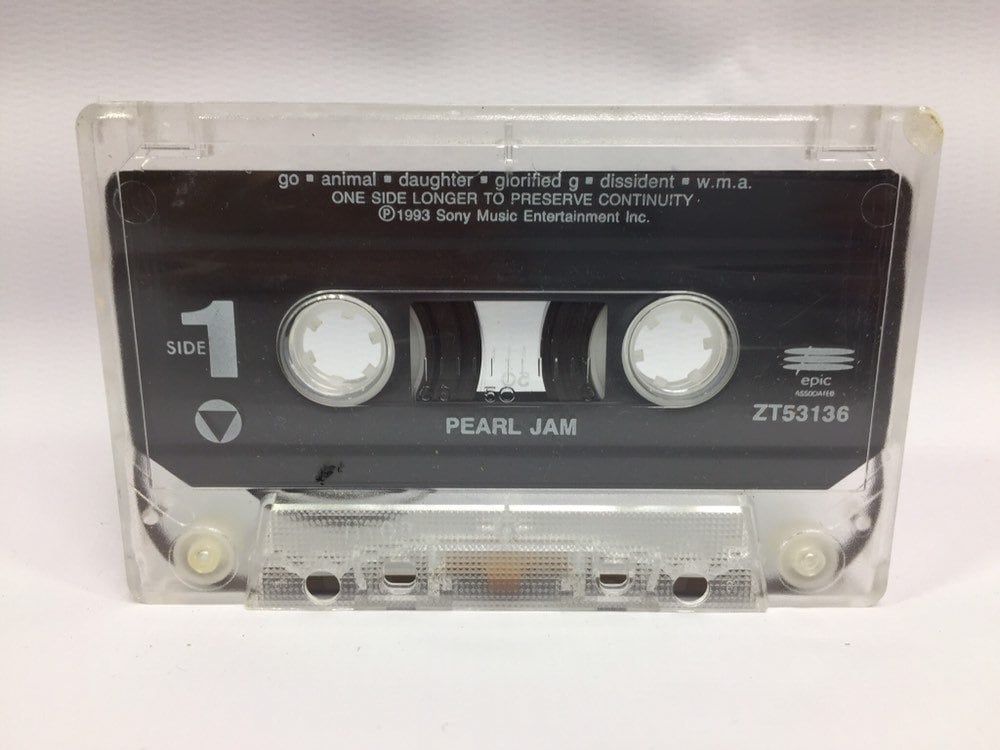 go ▪ animal ▪ daughter ▪ glorified g ▪ dissident ▪ w.m.a.
ONE SIDE LONGER TO PRESERVE CONTINUITY
℗1993 Sony Music Entertainment Inc.
SIDE 1
epic
ASSOCIATED
50
PEARL JAM
ZT53136